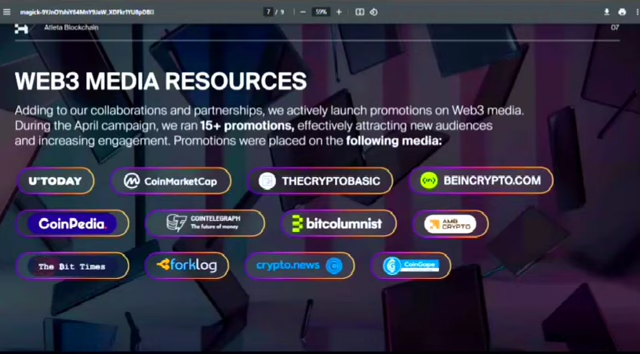 7 / 9
59%
Alleta Blockchain
07
WEB3 MEDIA RESOURCES
Adding to our collaborations and partnerships, we actively launch promotions on Web3 media.
During the April campaign, we ran 15+ promotions, effectively attracting new audiences
and increasing engagement. Promotions were placed on the following media:
U°TODAY
CoinMarketCap
THECRYPTOBASIC
BEINCRYPTO.COM
CoinPedia
COINTELEGRAPH
The future of money
bitcolumnist
AMB
CRYPTO
The Bit Times
forklog
crypto.news
CoinGape